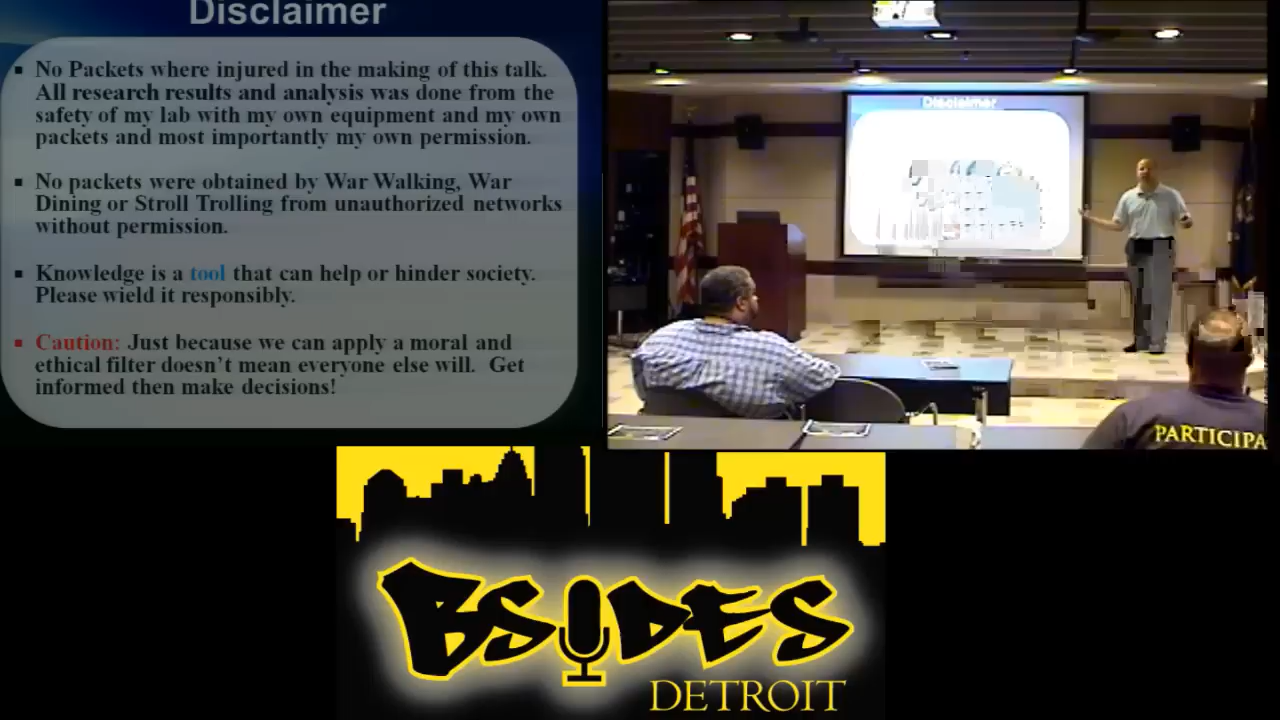 Disclaimer
No Packets where injured in the making of this talk.
All research results and analysis was done from the
safety of my lab with my own equipment and my own
packets and most importantly my own permission.
No packets were obtained by War Walking, War
Dining or Stroll Trolling from unauthorized networks
without permission.
Knowledge is a tool that can help or hinder society.
Please wield it responsibly.
Caution: Just because we can apply a moral and
ethical filter doesn't mean everyone else will. Get
informed then make decisions!
Disclaimer
PARTICIPA
BSIDES
DETROIT